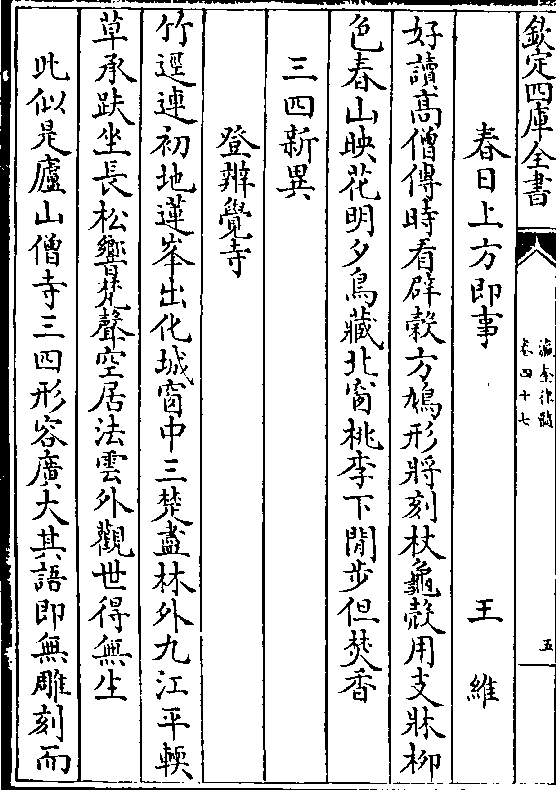 欽定四庫全書
瀛奎律髓
卷四十七
五
春日上方即事　王維
好讀髙僧傳時看辟穀方鳩形將刻杖龜殼用支牀柳
色春山映花明夕鳥藏北窗桃李下閒步但焚香
三四新異
登辨覺寺
竹逕連初地蓮峯出化城窗中三楚盡林外九江平輭
草承趺坐長松響梵聲空居法雲外觀世得無生
此似是廬山僧寺三四形容廣大其語即無雕刻而